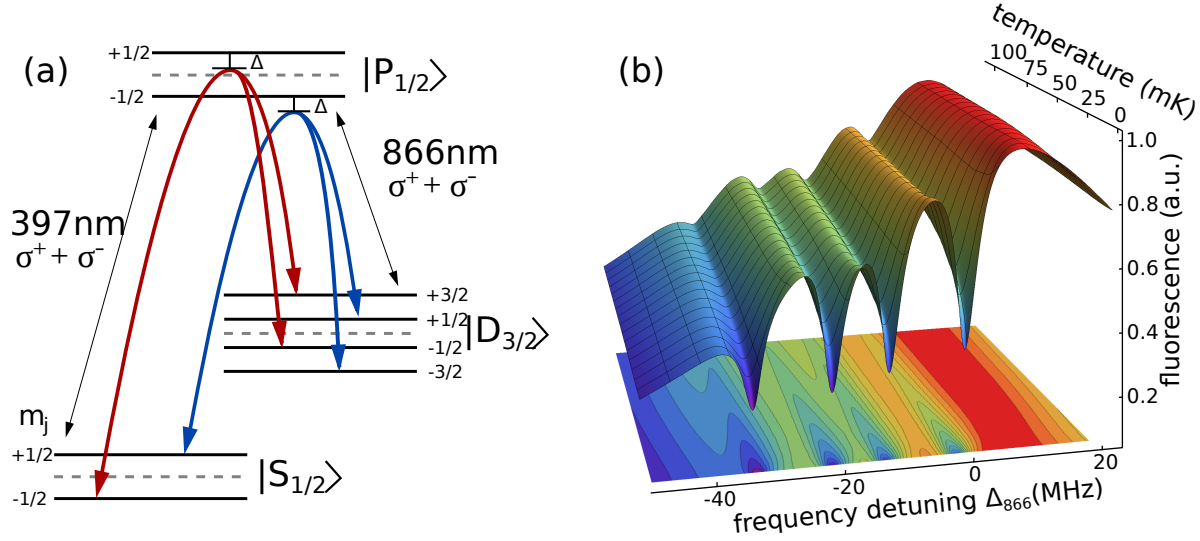 (a)
+1/2
-1/2
Δ
Δ
|P1/2⟩
866nm
σ⁺ + σ⁻
397nm
σ⁺ + σ⁻
+3/2
+1/2
-1/2
-3/2
|D3/2⟩
mj
+1/2
-1/2
|S1/2⟩
(b)
temperature (mK)
100
75
50
25
0
fluorescence (a.u.)
1.0
0.8
0.6
0.4
0.2
-40
-20
0
20
frequency detuning Δ866(MHz)